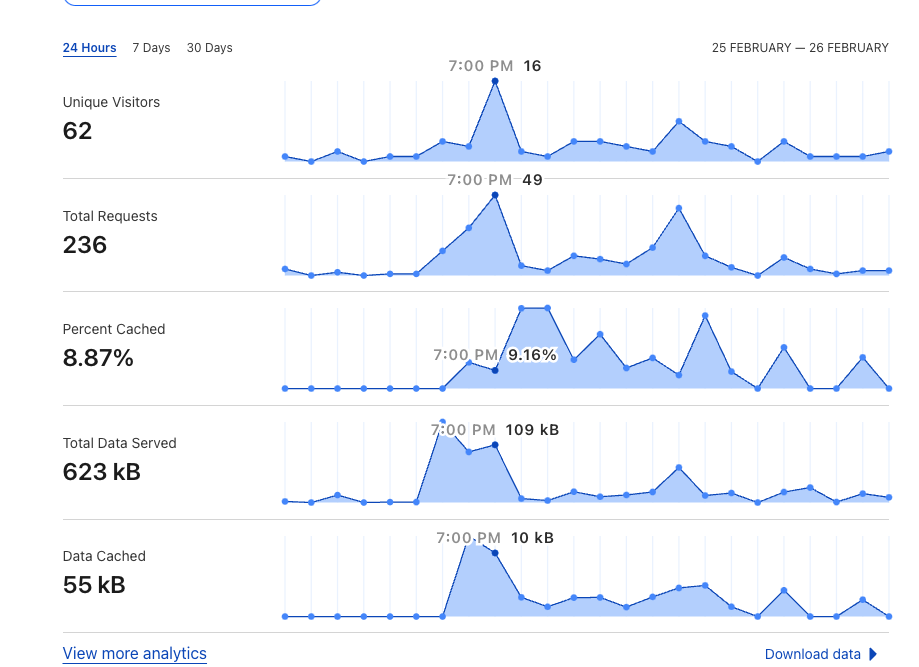 24 Hours 7 Days 30 Days 25 FEBRUARY — 26 FEBRUARY
7:00 PM 16
Unique Visitors
62
7:00 PM 49
Total Requests
236
Percent Cached
7:00 PM 9.16%
8.87%
7:00 PM 109 kB
Total Data Served
623 kB
7:00 PM 10 kB
Data Cached
55 kB
View more analytics Download data